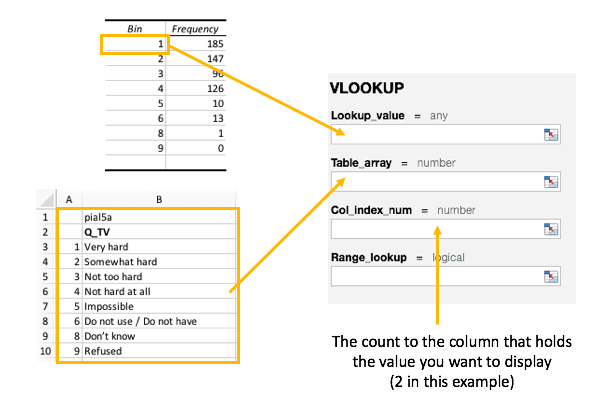 Bin Frequency
1 185
2 147
3 96
4 126
5 10
6 13
8 1
9 0
VLOOKUP
Lookup_value = any
Table_array = number
Col_index_num = number
Range_lookup = logical
A B
1 pial5a
2 Q_TV
3 1 Very hard
4 2 Somewhat hard
5 3 Not too hard
6 4 Not hard at all
7 5 Impossible
8 6 Do not use / Do not have
9 8 Don't know
10 9 Refused
The count to the column that holds
the value you want to display
(2 in this example)